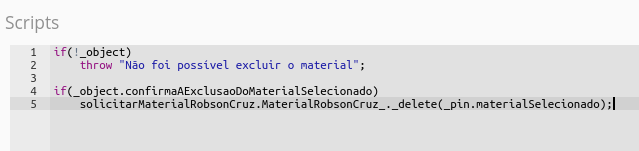 Scripts
1 if(!_object)
2 throw "Não foi possível excluir o material";
3
4 if(_object.confirmaAExclusaoDoMaterialSelecionado)
5 solicitarMaterialRobsonCruz.MaterialRobsonCruz_._delete(_pin.materialSelecionado);